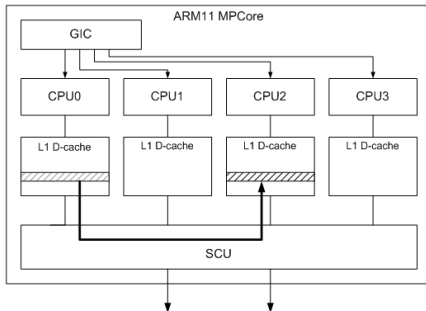 ARM11 MPCore
GIC
CPU0
CPU1
CPU2
CPU3
L1 D-cache
L1 D-cache
L1 D-cache
L1 D-cache
SCU